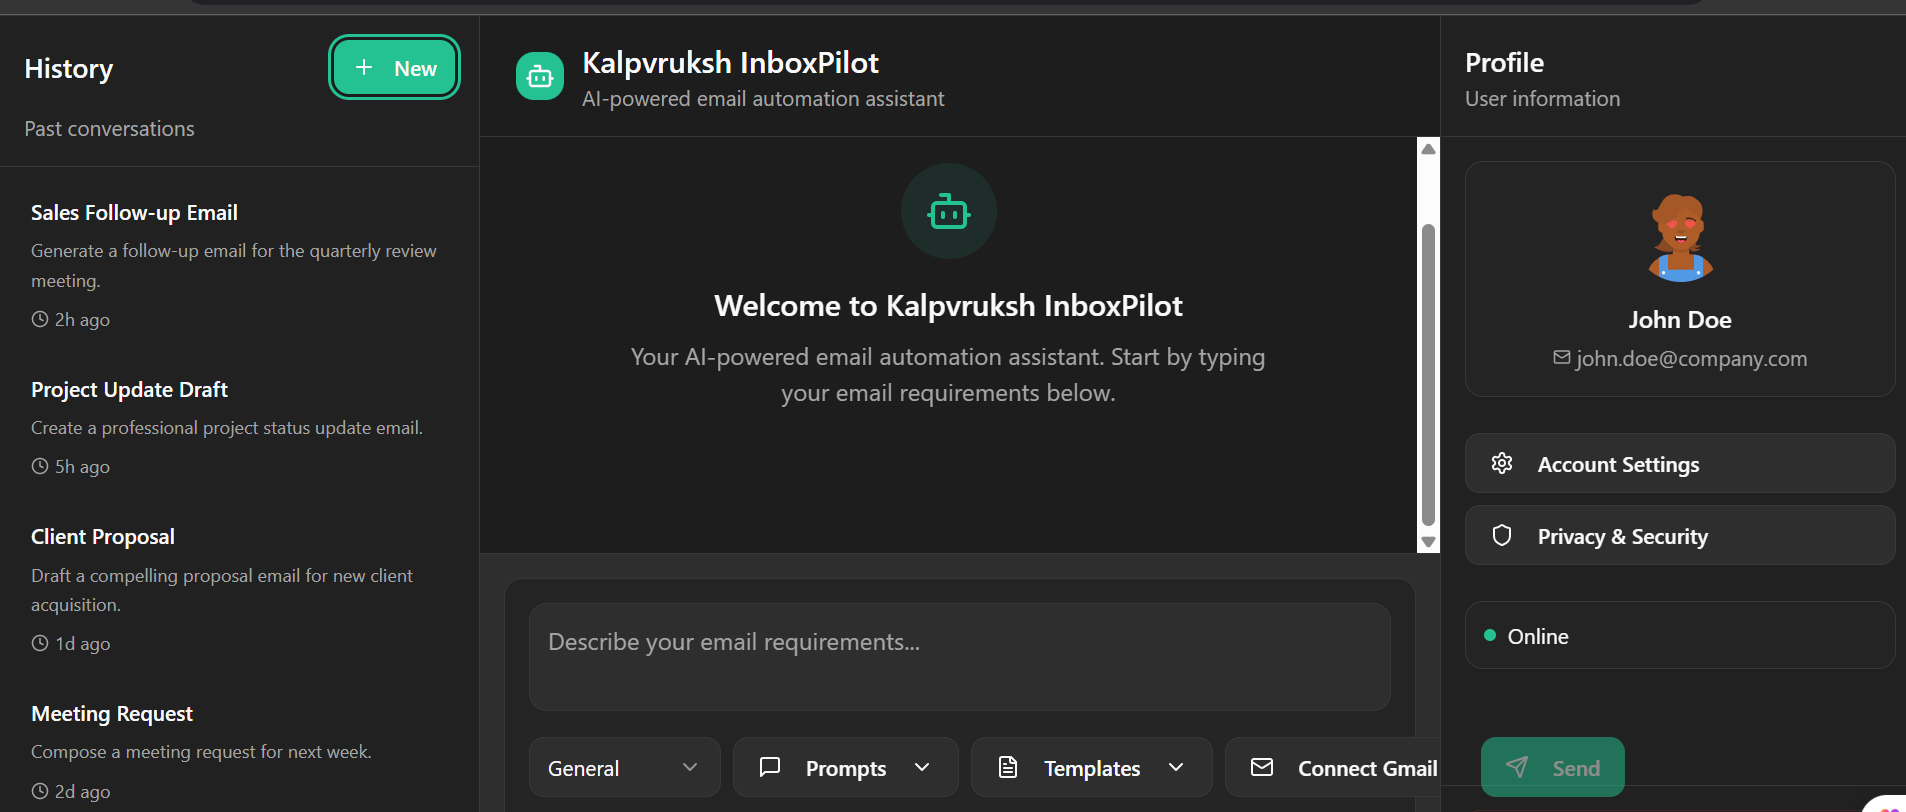 History
New
Past conversations
Sales Follow-up Email
Generate a follow-up email for the quarterly review
meeting.
2h ago
Project Update Draft
Create a professional project status update email.
5h ago
Client Proposal
Draft a compelling proposal email for new client
acquisition.
1d ago
Meeting Request
Compose a meeting request for next week.
2d ago
Kalpvruksh InboxPilot
AI-powered email automation assistant
Welcome to Kalpvruksh InboxPilot
Your AI-powered email automation assistant. Start by typing
your email requirements below.
Describe your email requirements...
General
Prompts
Templates
Connect Gmail
Send
Profile
User information
John Doe
john.doe@company.com
Account Settings
Privacy & Security
Online